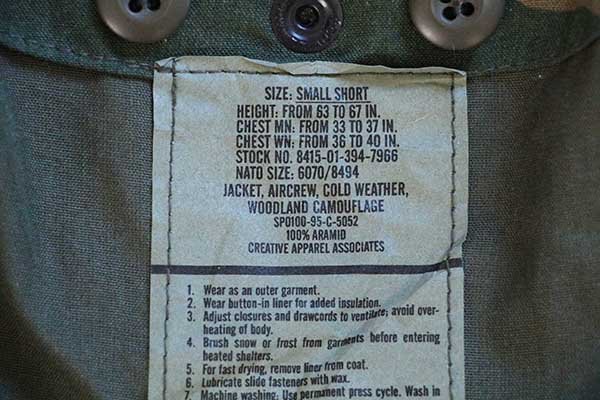 SIZE: SMALL SHORT
HEIGHT: FROM 63 TO 67 IN.
CHEST MN: FROM 33 TO 37 IN.
CHEST WN: FROM 36 TO 40 IN.
STOCK NO. 8415-01-394-7966
NATO SIZE: 6070/8494
JACKET, AIRCREW, COLD WEATHER,
WOODLAND CAMOUFLAGE
SPO100-95-C-5052
100% ARAMID
CREATIVE APPAREL ASSOCIATES
1. Wear as an outer garment.
2. Wear button-in liner for added insulation.
3. Adjust closures and drawcords to ventilate; avoid over-
heating of body.
4. Brush snow or frost from garments before entering
heated shelters.
5. For fast drying, remove liner from coat.
6. Lubricate slide fasteners with wax.
7. Machine washing: Use permanent press cycle. Wash in